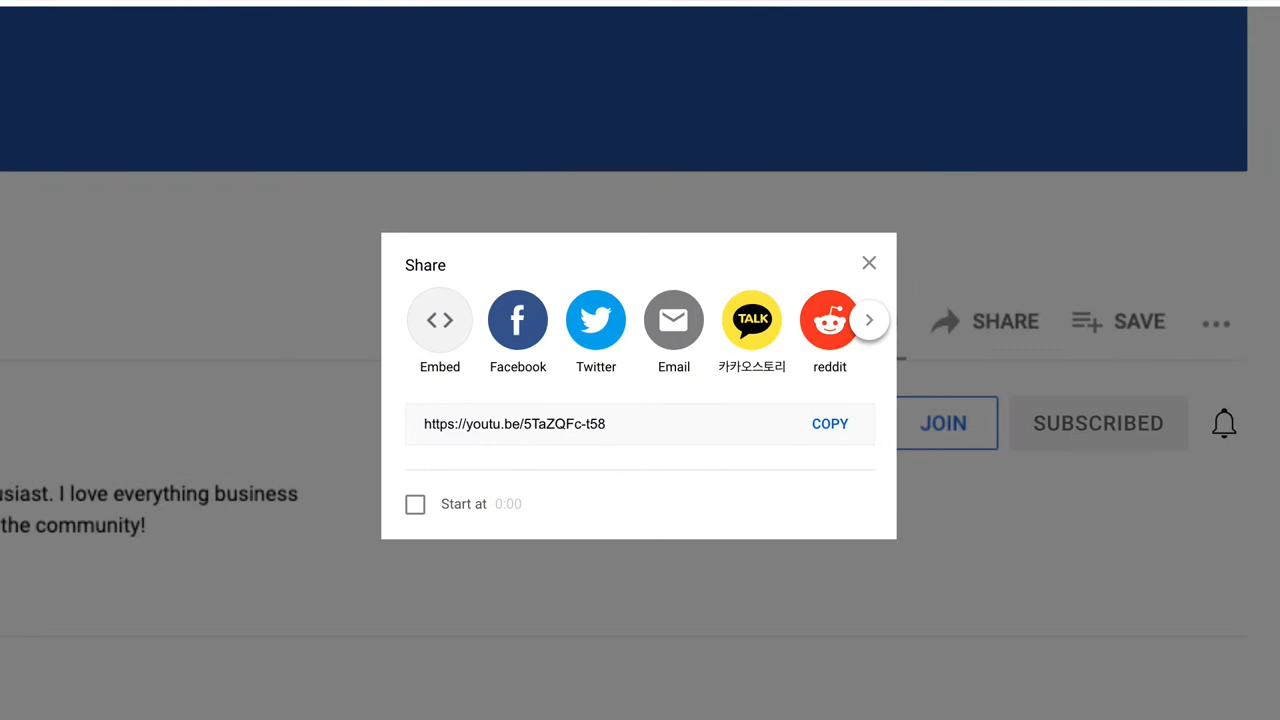 Share
TALK
Embed
Facebook
Twitter
Email
카카오스토리
reddit
SHARE
SAVE
https://youtu.be/5TaZQFc-t58
COPY
JOIN
SUBSCRIBED
usiast. I love everything business
the community!
Start at 0:00